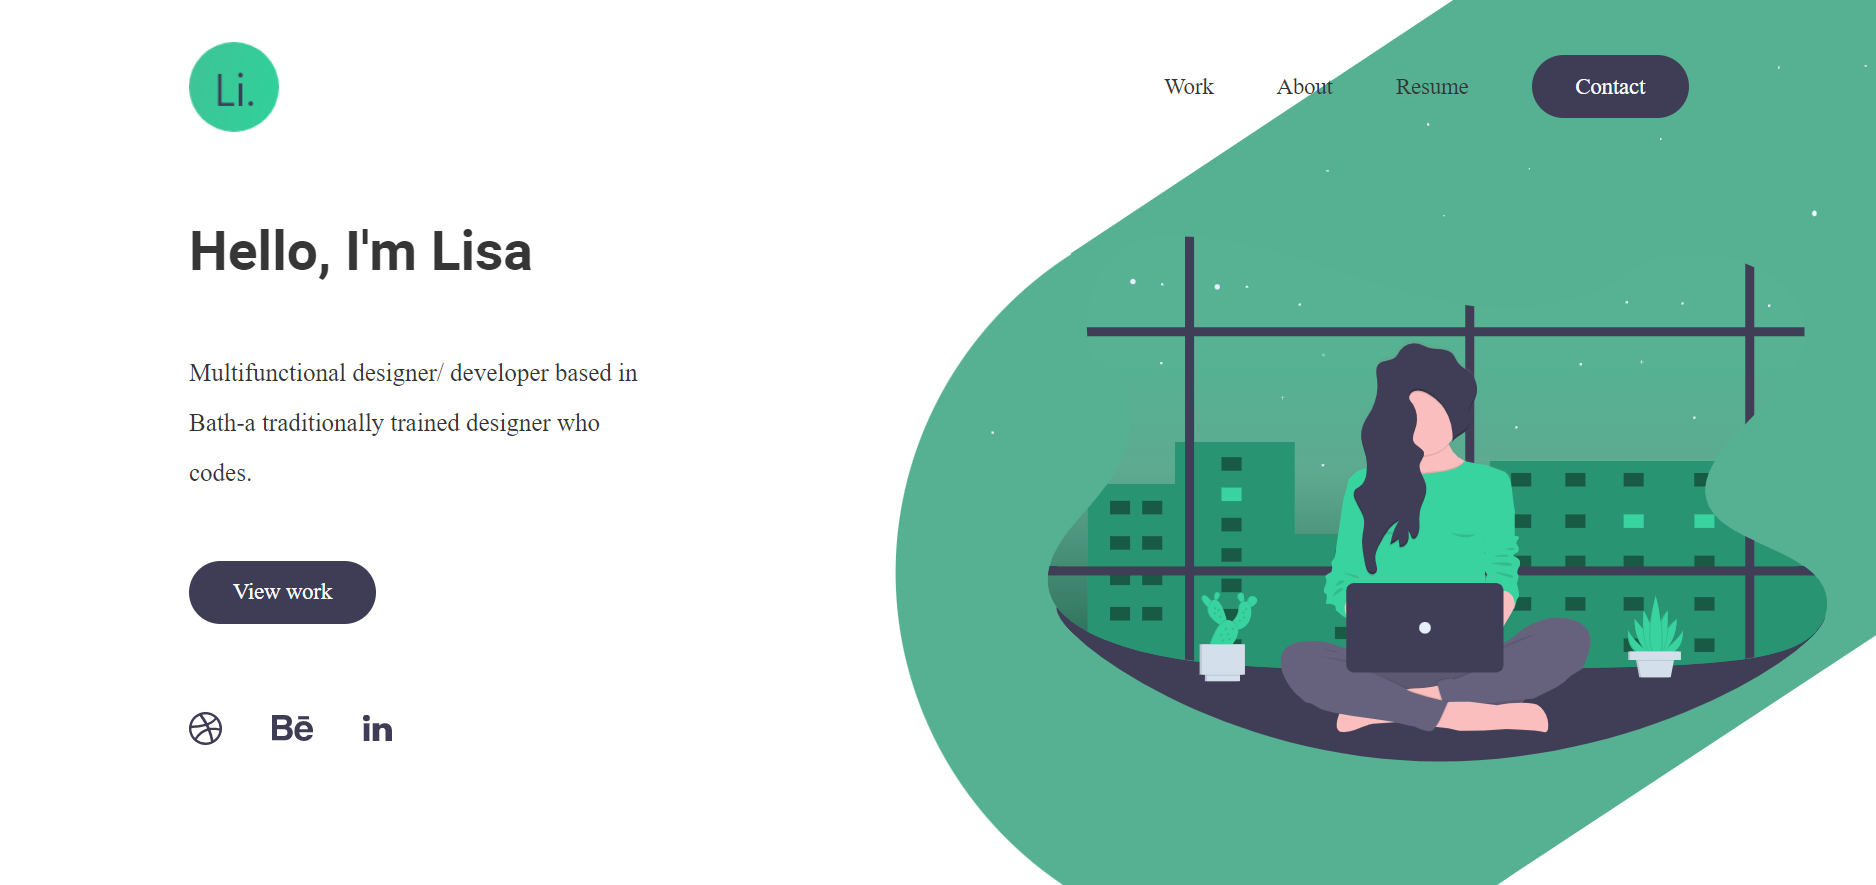 Li.
Work About Resume Contact
Hello, I'm Lisa
Multifunctional designer/ developer based in
Bath-a traditionally trained designer who
codes.
View work
Bē in